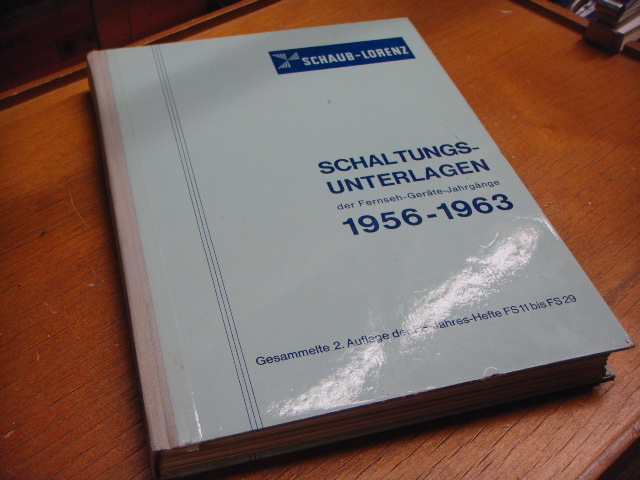 SCHAUB-LORENZ
SCHALTUNGS-
UNTERLAGEN
der Fernseh-Geräte-Jahrgänge
1956-1963
Gesammelte 2. Auflage der Jahres-Hefte FS 11 bis FS 29